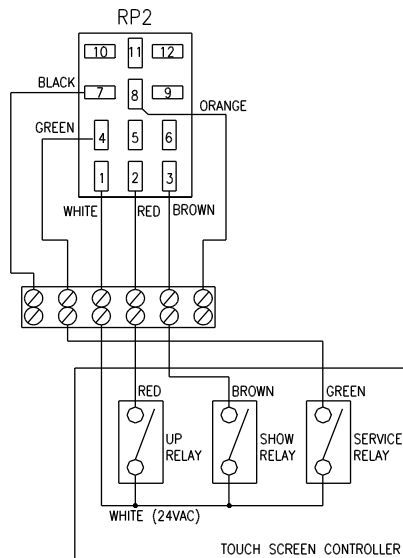 RP2
10 11 12
BLACK
7 8 9
ORANGE
GREEN
4 5 6
1 2 3
WHITE RED BROWN
RED BROWN GREEN
UP RELAY
SHOW RELAY
SERVICE RELAY
WHITE (24VAC)
TOUCH SCREEN CONTROLLER